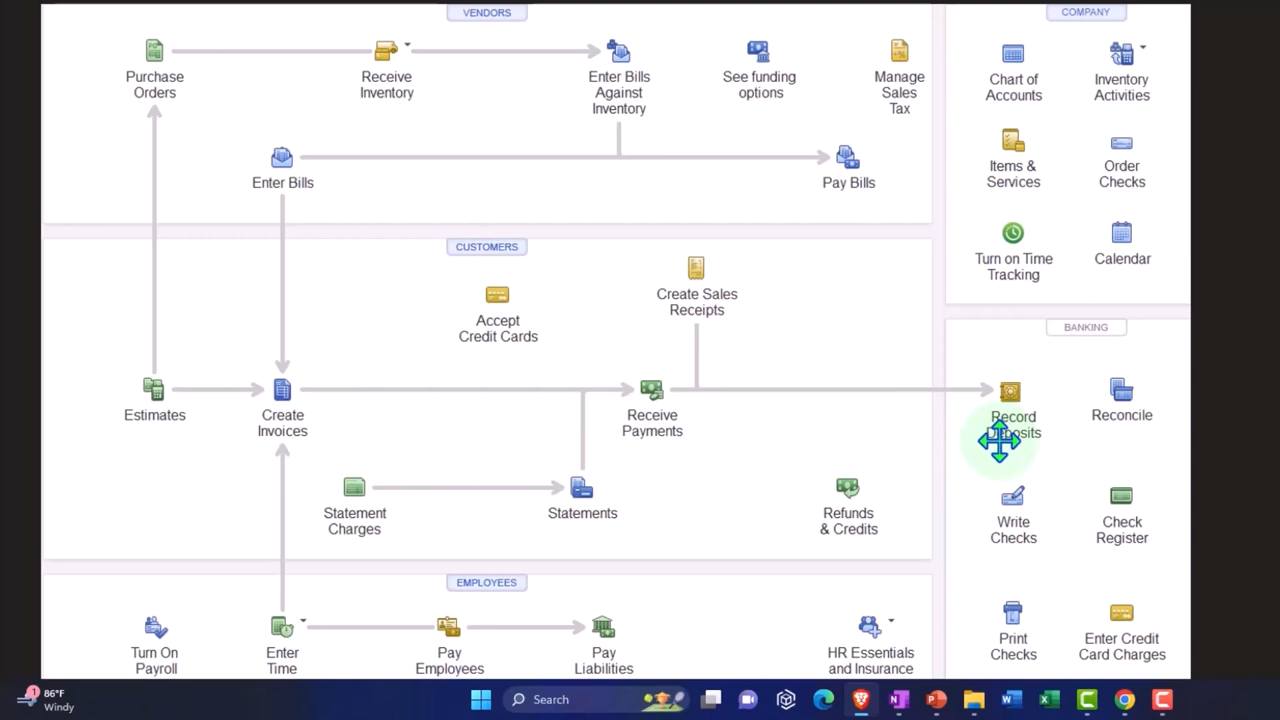 VENDORS
Purchase
Orders
Receive
Inventory
Enter Bills
Against
Inventory
See funding
options
Manage
Sales
Tax
Enter Bills
Pay Bills
COMPANY
Chart of
Accounts
Inventory
Activities
Items &
Services
Order
Checks
Turn on Time
Tracking
Calendar
CUSTOMERS
Accept
Credit Cards
Create Sales
Receipts
Estimates
Create
Invoices
Receive
Payments
Statement
Charges
Statements
Refunds
& Credits
BANKING
Record
Deposits
Reconcile
Write
Checks
Check
Register
Print
Checks
Enter Credit
Card Charges
EMPLOYEES
Turn On
Payroll
Enter
Time
Pay
Employees
Pay
Liabilities
HR Essentials
and Insurance
1
86°F
Windy
Search